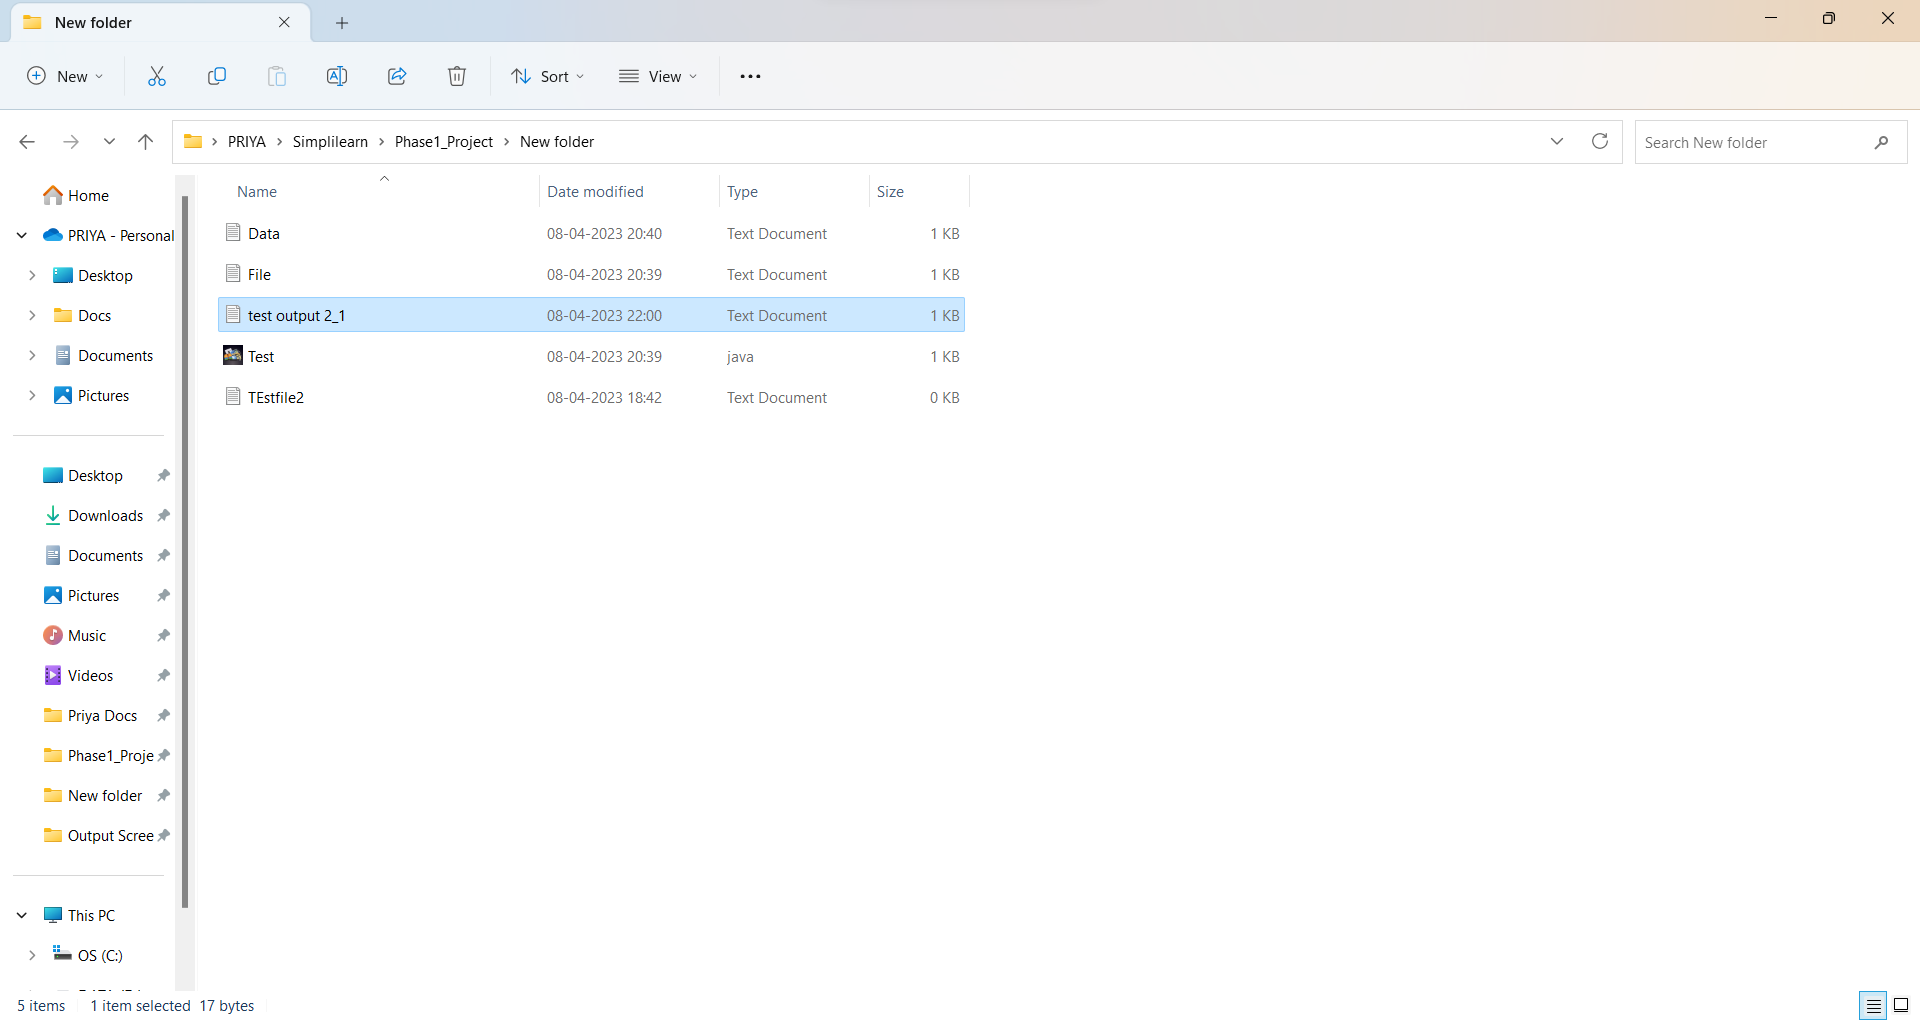 New folder
New
Sort
View
PRIYA
Simplilearn
Phase1_Project
New folder
Search New folder
Name Date modified Type Size
Data 08-04-2023 20:40 Text Document 1 KB
File 08-04-2023 20:39 Text Document 1 KB
test output 2_1 08-04-2023 22:00 Text Document 1 KB
Test 08-04-2023 20:39 java 1 KB
TEstfile2 08-04-2023 18:42 Text Document 0 KB
Home
PRIYA - Personal
Desktop
Docs
Documents
Pictures
Desktop
Downloads
Documents
Pictures
Music
Videos
Priya Docs
Phase1_Proje
New folder
Output Scree
This PC
OS (C:)
5 items 1 item selected 17 bytes